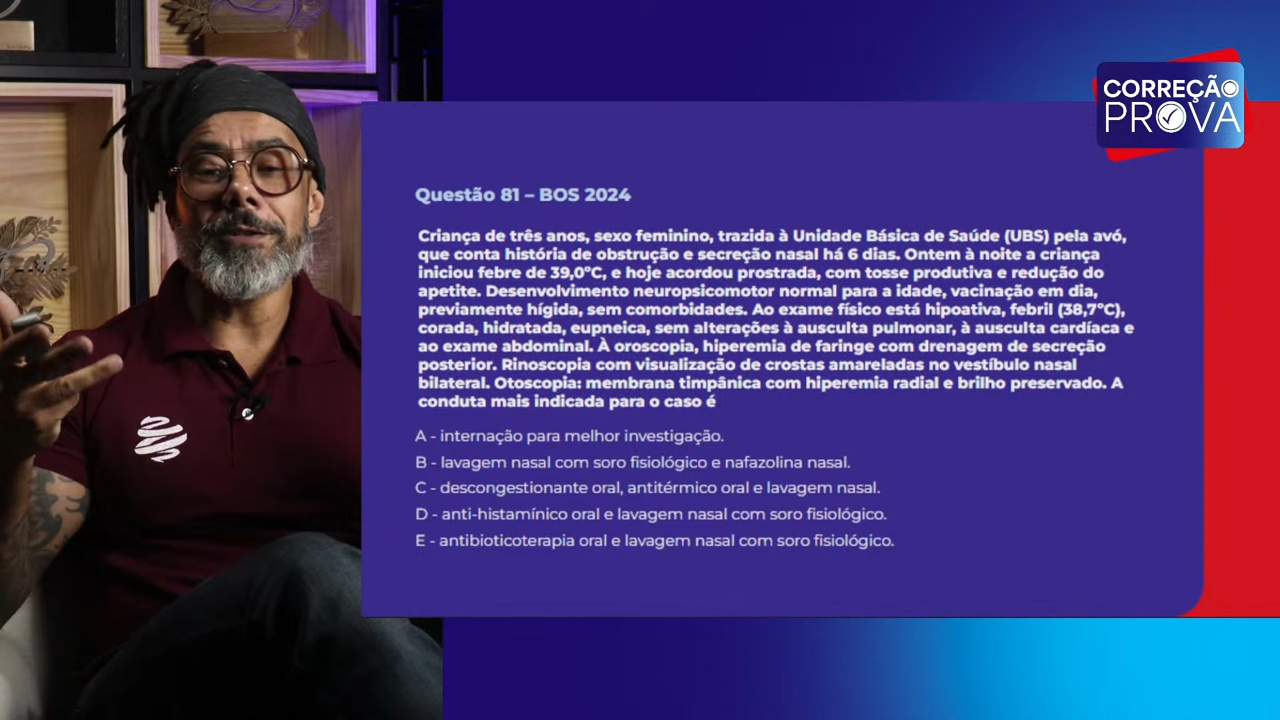 CORREÇÃO
PROVA
Questão 81 – BOS 2024
Criança de três anos, sexo feminino, trazida à Unidade Básica de Saúde (UBS) pela avó,
que conta história de obstrução e secreção nasal há 6 dias. Ontem à noite a criança
iniciou febre de 39,0ºC, e hoje acordou prostrada, com tosse produtiva e redução do
apetite. Desenvolvimento neuropsicomotor normal para a idade, vacinação em dia,
previamente hígida, sem comorbidades. Ao exame físico está hipoativa, febril (38,7ºC),
corada, hidratada, eupneica, sem alterações à ausculta pulmonar, à ausculta cardíaca e
ao exame abdominal. À oroscopia, hiperemia de faringe com drenagem de secreção
posterior. Rinoscopia com visualização de crostas amareladas no vestíbulo nasal
bilateral. Otoscopia: membrana timpânica com hiperemia radial e brilho preservado. A
conduta mais indicada para o caso é
A - internação para melhor investigação.
B - lavagem nasal com soro fisiológico e nafazolina nasal.
C - descongestionante oral, antitérmico oral e lavagem nasal.
D - anti-histamínico oral e lavagem nasal com soro fisiológico.
E - antibioticoterapia oral e lavagem nasal com soro fisiológico.